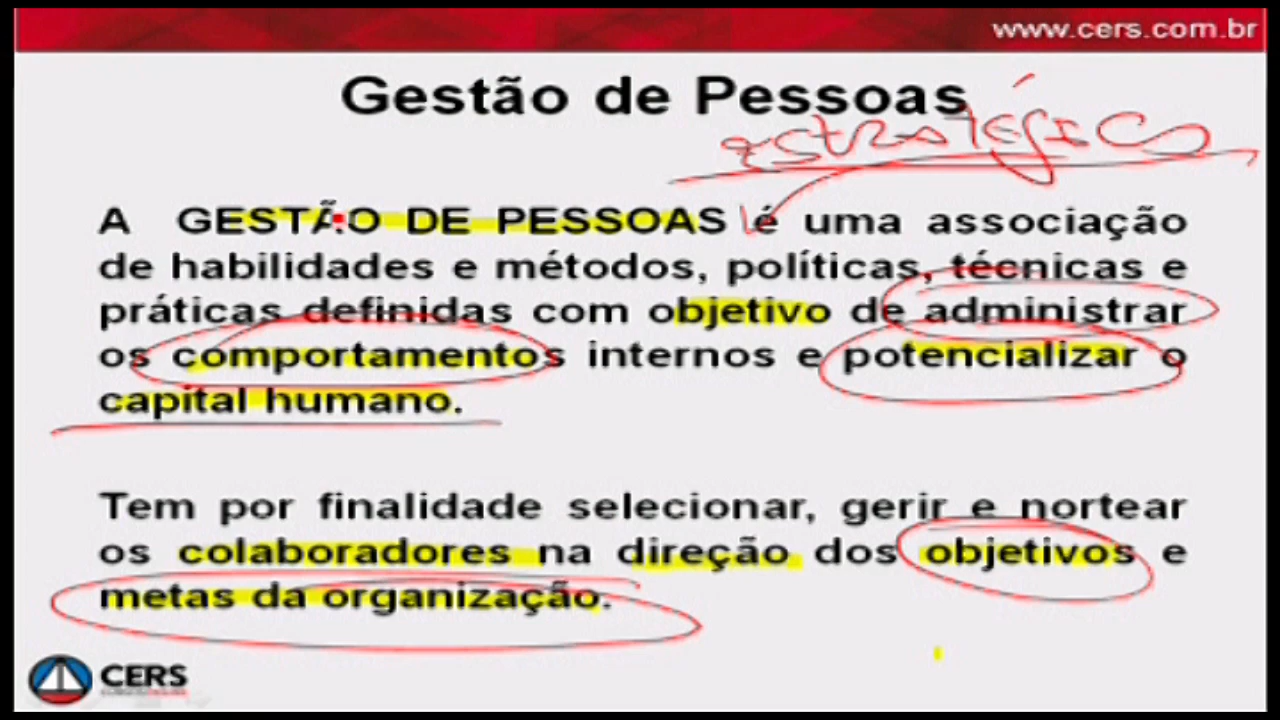 www.cers.com.br
Gestão de Pessoas
estratégico
A GESTÃO DE PESSOAS é uma associação
de habilidades e métodos, políticas, técnicas e
práticas definidas com objetivo de administrar
os comportamentos internos e potencializar o
capital humano.
Tem por finalidade selecionar, gerir e nortear
os colaboradores na direção dos objetivos e
metas da organização.
CERS